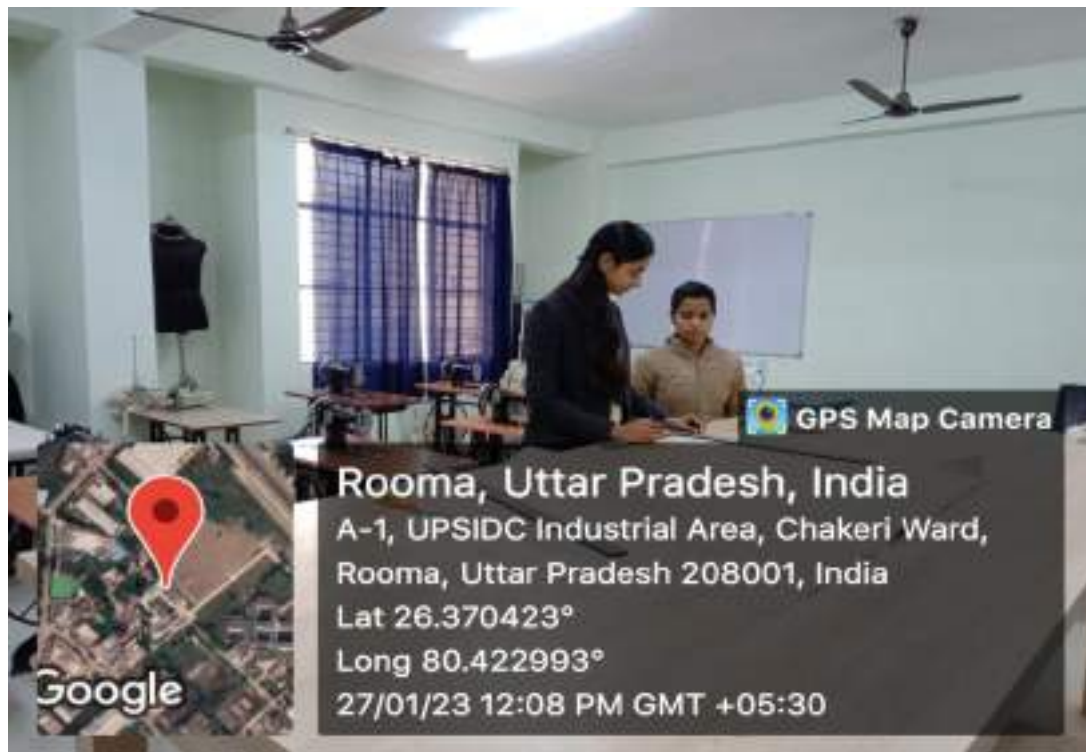 GPS Map Camera
Rooma, Uttar Pradesh, India
A-1, UPSIDC Industrial Area, Chakeri Ward,
Rooma, Uttar Pradesh 208001, India
Lat 26.370423°
Long 80.422993°
27/01/23 12:08 PM GMT +05:30
Google